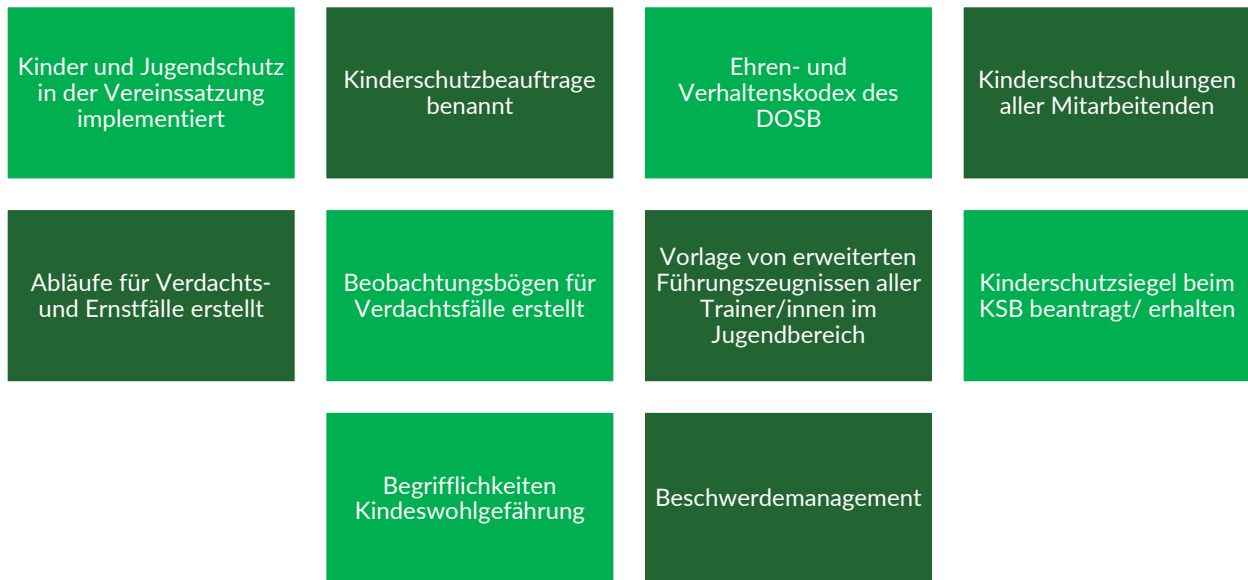 Kinder und Jugendschutz
in der Vereinssatzung
implementiert
Kinderschutzbeauftrage
benannt
Ehren- und
Verhaltenskodex des
DOSB
Kinderschutzschulungen
aller Mitarbeitenden
Abläufe für Verdachts-
und Ernstfälle erstellt
Beobachtungsbögen für
Verdachtsfälle erstellt
Vorlage von erweiterten
Führungszeugnissen aller
Trainer/innen im
Jugendbereich
Kinderschutzsiegel beim
KSB beantragt/ erhalten
Begrifflichkeiten
Kindeswohlgefährung
Beschwerdemanagement